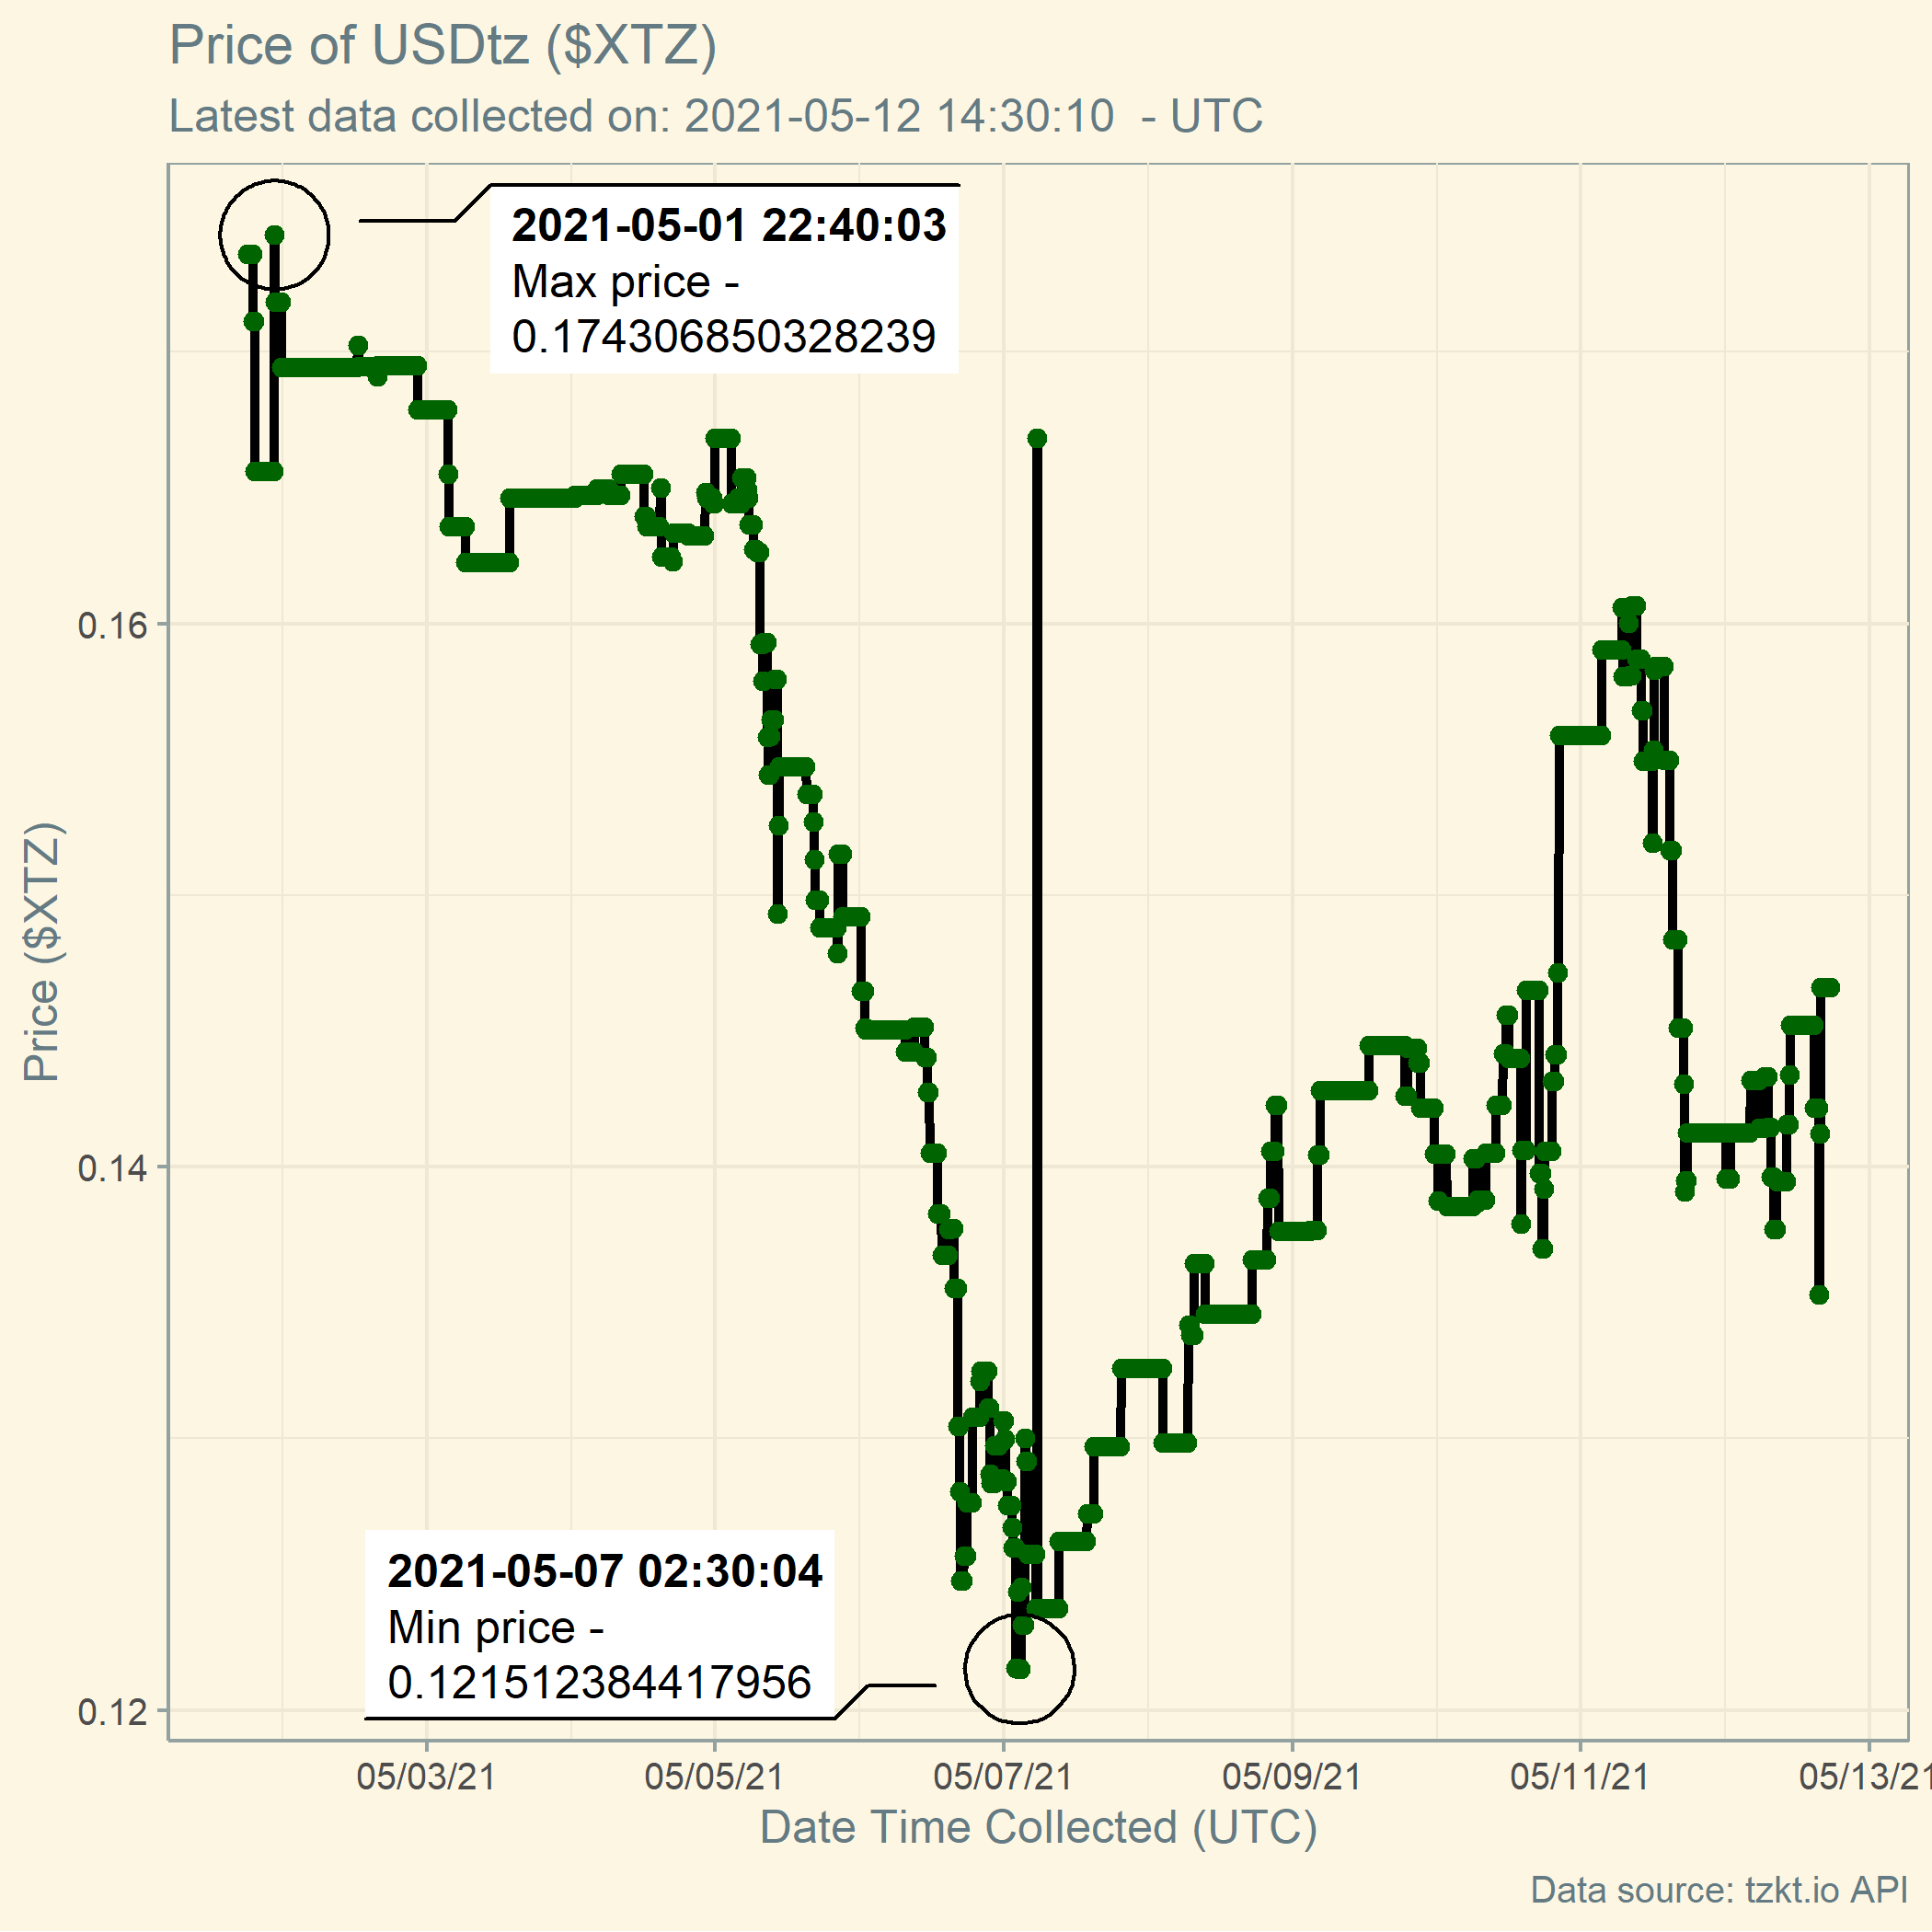 Price of USDtz ($XTZ)
Latest data collected on: 2021-05-12 14:30:10  - UTC
2021-05-01 22:40:03
Max price -
0.174306850328239
0.16
0.14
0.12
Price ($XTZ)
2021-05-07 02:30:04
Min price -
0.121512384417956
05/03/21
05/05/21
05/07/21
05/09/21
05/11/21
05/13/21
Date Time Collected (UTC)
Data source: tzkt.io API